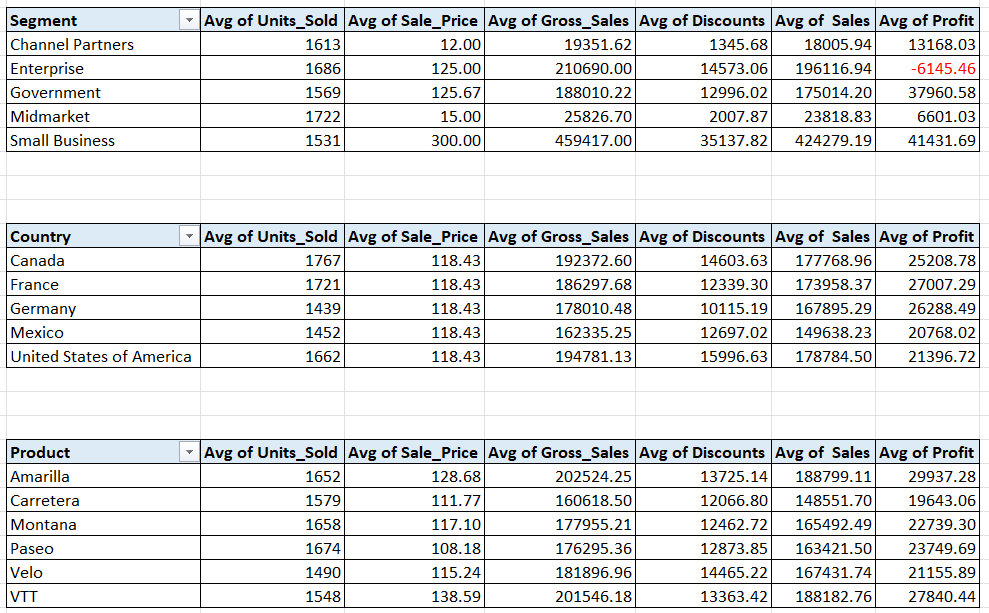 Segment Avg of Units_Sold Avg of Sale_Price Avg of Gross_Sales Avg of Discounts Avg of  Sales Avg of Profit
Channel Partners 1613 12.00 19351.62 1345.68 18005.94 13168.03
Enterprise 1686 125.00 210690.00 14573.06 196116.94 -6145.46
Government 1569 125.67 188010.22 12996.02 175014.20 37960.58
Midmarket 1722 15.00 25826.70 2007.87 23818.83 6601.03
Small Business 1531 300.00 459417.00 35137.82 424279.19 41431.69
Country Avg of Units_Sold Avg of Sale_Price Avg of Gross_Sales Avg of Discounts Avg of  Sales Avg of Profit
Canada 1767 118.43 192372.60 14603.63 177768.96 25208.78
France 1721 118.43 186297.68 12339.30 173958.37 27007.29
Germany 1439 118.43 178010.48 10115.19 167895.29 26288.49
Mexico 1452 118.43 162335.25 12697.02 149638.23 20768.02
United States of America 1662 118.43 194781.13 15996.63 178784.50 21396.72
Product Avg of Units_Sold Avg of Sale_Price Avg of Gross_Sales Avg of Discounts Avg of  Sales Avg of Profit
Amarilla 1652 128.68 202524.25 13725.14 188799.11 29937.28
Carretera 1579 111.77 160618.50 12066.80 148551.70 19643.06
Montana 1658 117.10 177955.21 12462.72 165492.49 22739.30
Paseo 1674 108.18 176295.36 12873.85 163421.50 23749.69
Velo 1490 115.24 181896.96 14465.22 167431.74 21155.89
VTT 1548 138.59 201546.18 13363.42 188182.76 27840.44